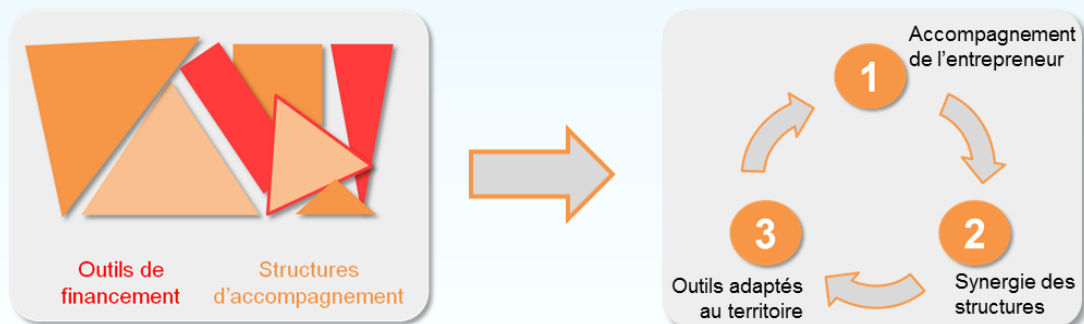 Outils de
financement
Structures
d’accompagnement
1
Accompagnement
de l’entrepreneur
2
Synergie des
structures
3
Outils adaptés
au territoire